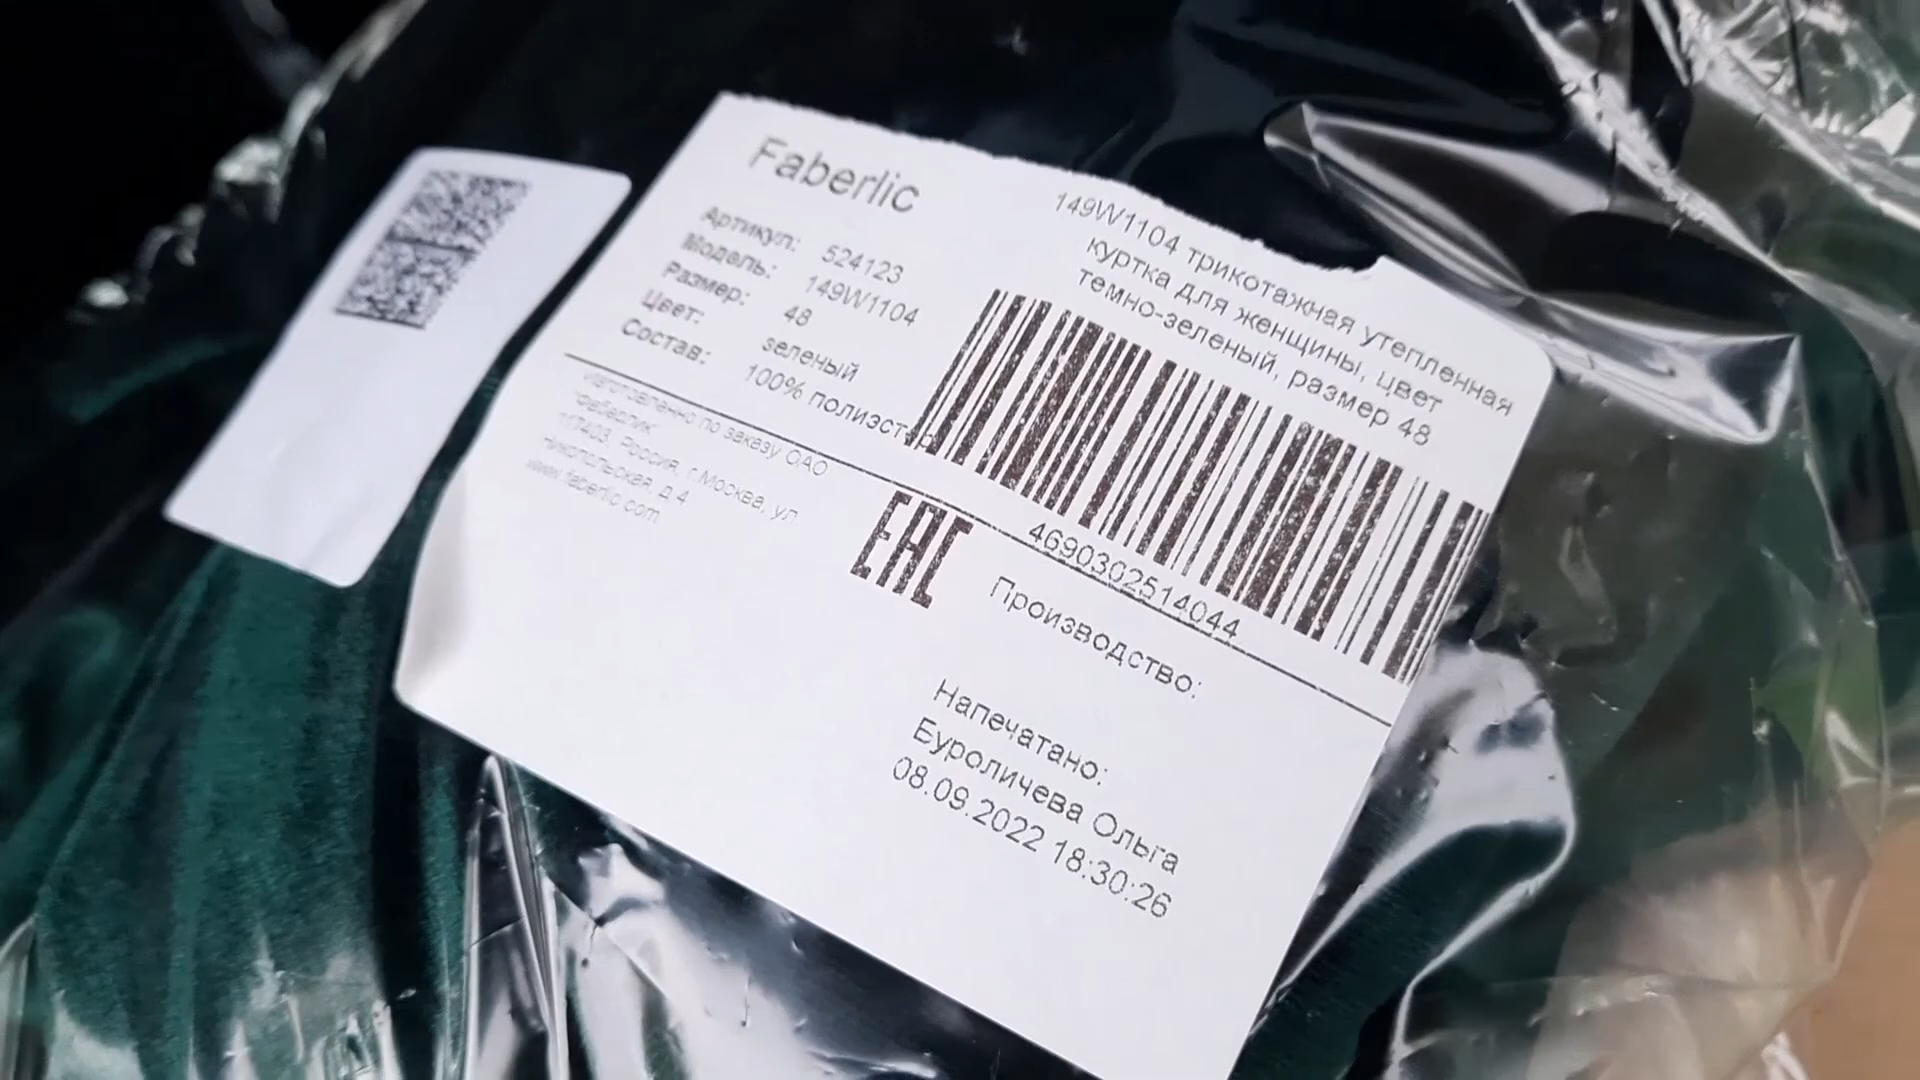 Faberlic
Артикул: 524123
Модель: 149W1104
Размер: 48
Цвет: зеленый
Состав: 100% полиэстер
149W1104 трикотажная утепленная
куртка для женщины, цвет
темно-зеленый, размер 48
4690302514044
Изготовленно по заказу ОАО
"Фаберлик"
117403, Россия, г.Москва, ул.
Никопольская, д.4
www.faberlic.com
EAC
Производство:
Напечатано:
Буроличева Ольга
08.09.2022 18:30:26